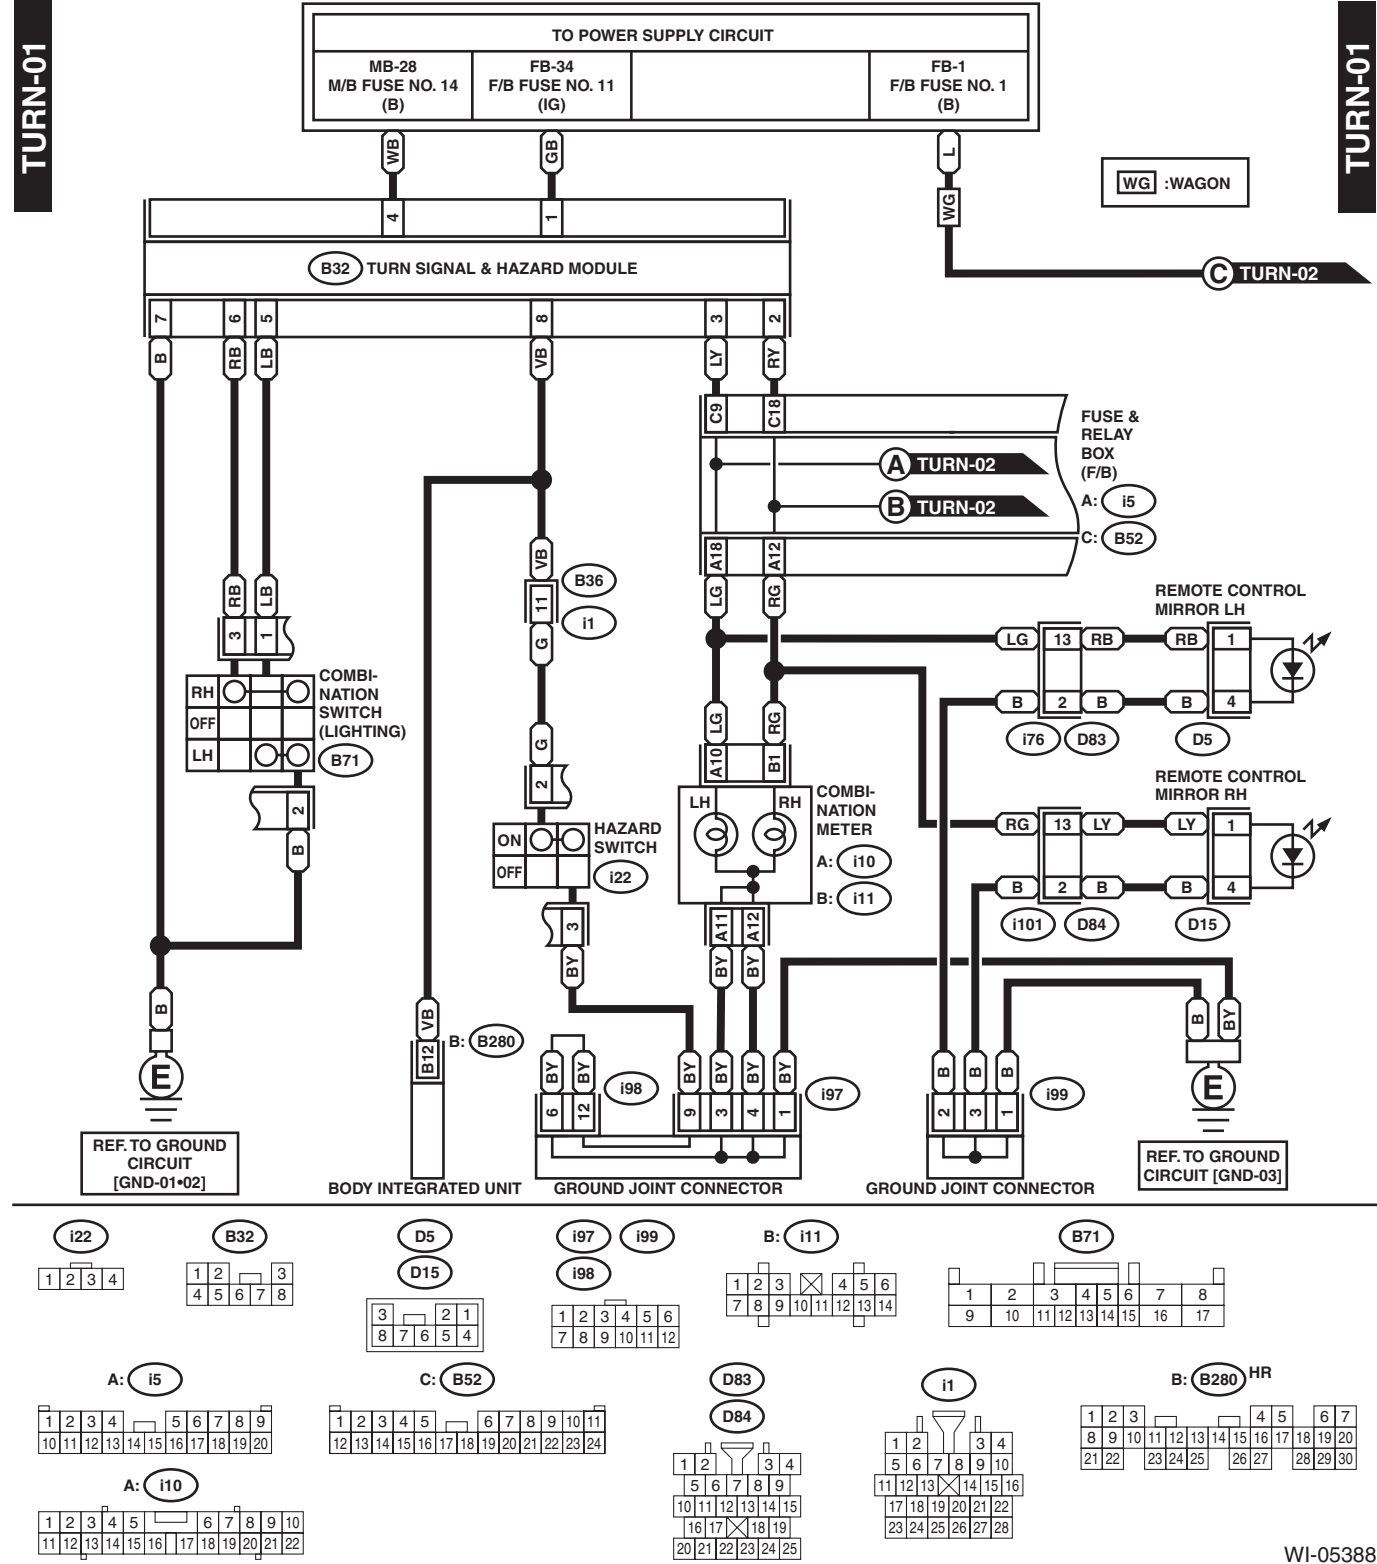 TURN-01
TURN-01
TO POWER SUPPLY CIRCUIT
MB-28
M/B FUSE NO. 14
(B)
FB-34
F/B FUSE NO. 11
(IG)
FB-1
F/B FUSE NO. 1
(B)
WB
GB
L
WG
WG :WAGON
4
1
B32 TURN SIGNAL & HAZARD MODULE
C TURN-02
7
6
5
8
3
2
B
RB
LB
VB
LY
RY
C9
C18
FUSE &
RELAY
BOX
(F/B)
A: i5
C: B52
A TURN-02
B TURN-02
A18
A12
LG
RG
VB
B36
11
i1
G
RB
LB
3
1
RH
OFF
LH
COMBI-
NATION
SWITCH
(LIGHTING)
B71
2
B
G
2
ON
OFF
HAZARD
SWITCH
i22
3
BY
LG
RG
A10
B1
LH
RH
COMBI-
NATION
METER
A: i10
B: i11
A11
A12
BY
BY
REMOTE CONTROL
MIRROR LH
LG 13 RB RB 1
B 2 B B 4
i76 D83 D5
REMOTE CONTROL
MIRROR RH
RG 13 LY LY 1
B 2 B B 4
i101 D84 D15
B
E
REF. TO GROUND
CIRCUIT
[GND-01•02]
VB
B12
B: B280
BODY INTEGRATED UNIT
BY BY
i98
BY BY BY BY
i97
6 12 9 3 4 1
GROUND JOINT CONNECTOR
B B B
i99
2 3 1
GROUND JOINT CONNECTOR
B BY
E
REF. TO GROUND
CIRCUIT [GND-03]
i22
1 2 3 4
B32
1 2 3
4 5 6 7 8
D5
D15
3 2 1
8 7 6 5 4
i97 i99
i98
1 2 3 4 5 6
7 8 9 10 11 12
B: i11
1 2 3 4 5 6
7 8 9 10 11 12 13 14
B71
1 2 3 4 5 6 7 8
9 10 11 12 13 14 15 16 17
A: i5
1 2 3 4 5 6 7 8 9
10 11 12 13 14 15 16 17 18 19 20
C: B52
1 2 3 4 5 6 7 8 9 10 11
12 13 14 15 16 17 18 19 20 21 22 23 24
D83
D84
1 2 3 4
5 6 7 8 9
10 11 12 13 14 15
16 17 18 19
20 21 22 23 24 25
i1
1 2 3 4
5 6 7 8 9 10
11 12 13 14 15 16
17 18 19 20 21 22
23 24 25 26 27 28
B: B280 HR
1 2 3 4 5 6 7
8 9 10 11 12 13 14 15 16 17 18 19 20
21 22 23 24 25 26 27 28 29 30
A: i10
1 2 3 4 5 6 7 8 9 10
11 12 13 14 15 16 17 18 19 20 21 22
WI-05388